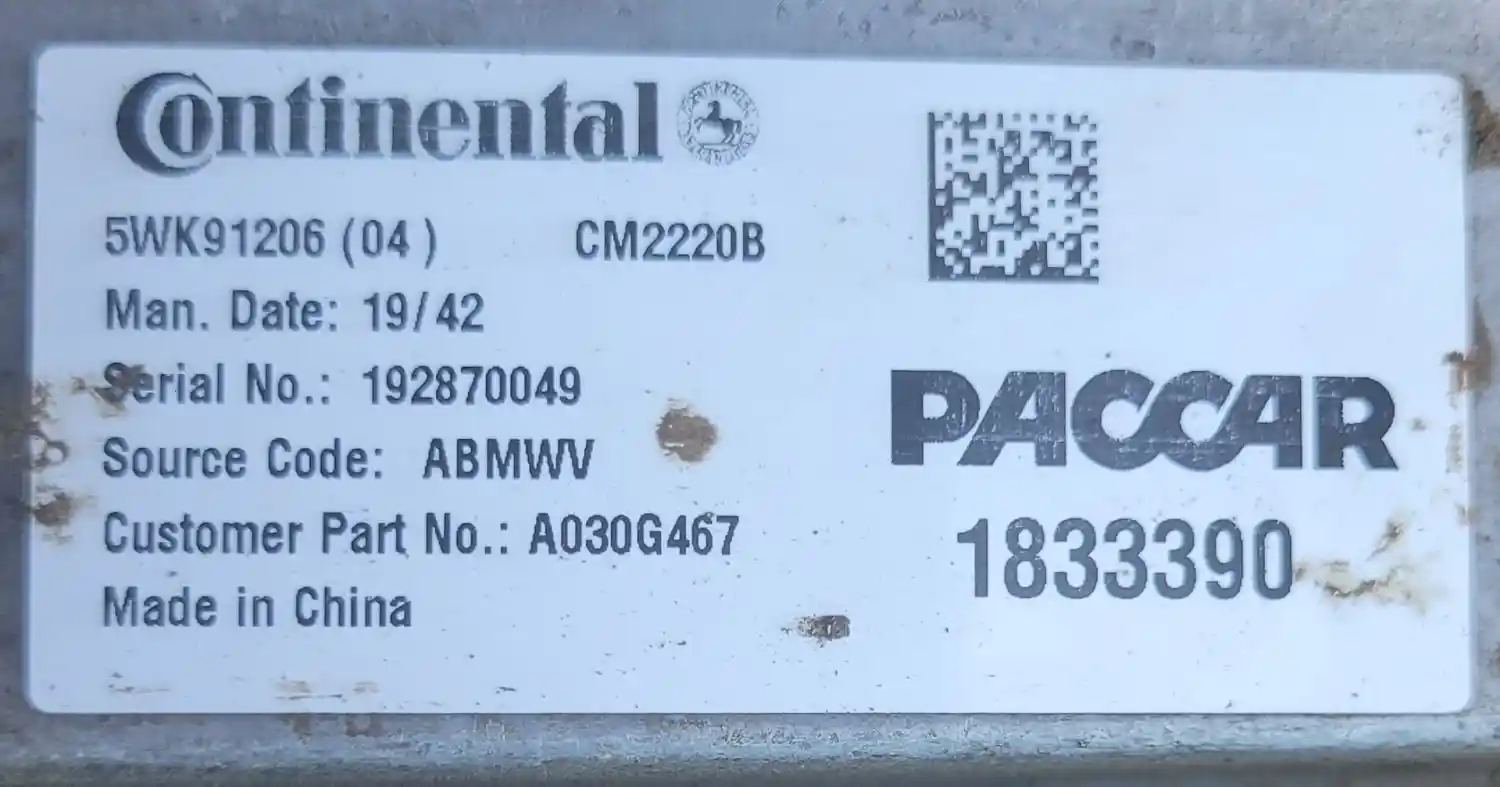 Continental
5WK91206 (04 ) CM2220B
Man. Date: 19/42
Serial No.: 192870049
Source Code: ABMWV
Customer Part No.: A030G467
Made in China
PACCAR
1833390